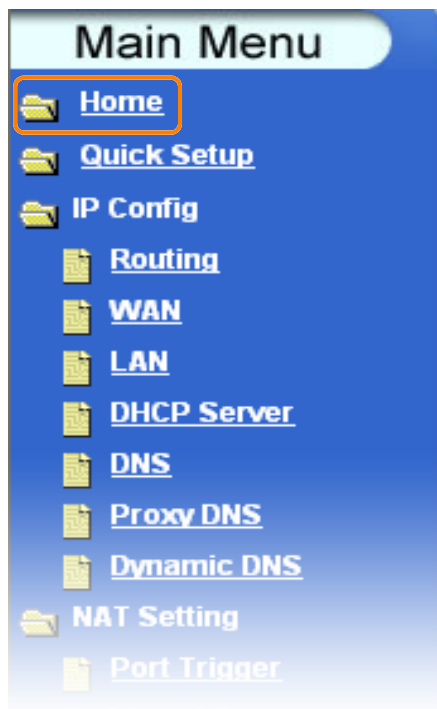 Main Menu
Home
Quick Setup
IP Config
Routing
WAN
LAN
DHCP Server
DNS
Proxy DNS
Dynamic DNS
NAT Setting
Port Trigger